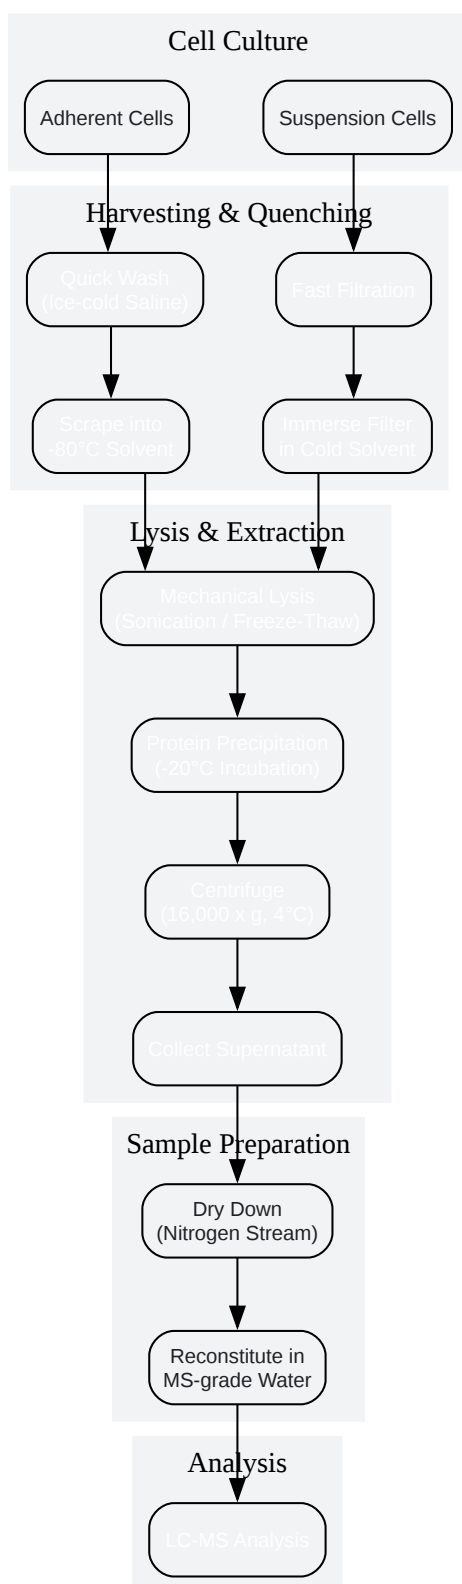 Cell Culture
Adherent Cells
Suspension Cells
Harvesting & Quenching
Quick Wash
(Ice-cold Saline)
Fast Filtration
Scrape into
-80°C Solvent
Immerse Filter
in Cold Solvent
Lysis & Extraction
Mechanical Lysis
(Sonication / Freeze-Thaw)
Protein Precipitation
(-20°C Incubation)
Centrifuge
(16,000 x g, 4°C)
Collect Supernatant
Sample Preparation
Dry Down
(Nitrogen Stream)
Reconstitute in
MS-grade Water
Analysis
LC-MS Analysis